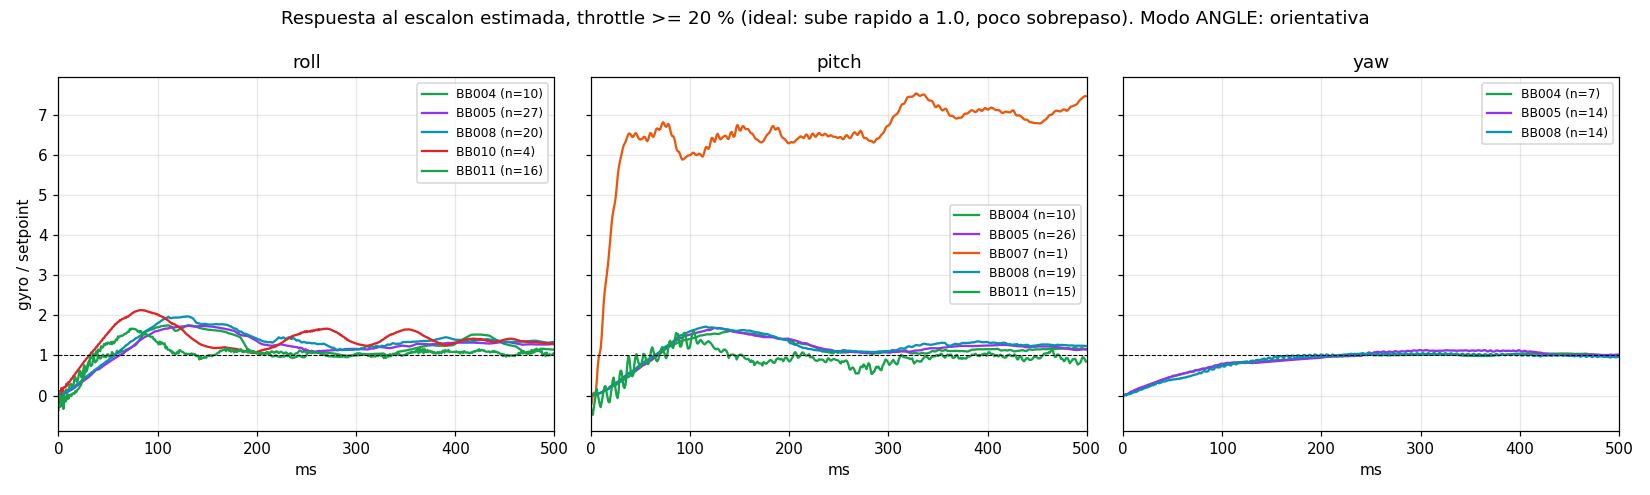 Respuesta al escalon estimada, throttle >= 20 % (ideal: sube rapido a 1.0, poco sobrepaso). Modo ANGLE: orientativa
roll
pitch
yaw
gyro / setpoint
7
6
5
4
3
2
1
0
BB004 (n=10)
BB005 (n=27)
BB008 (n=20)
BB010 (n=4)
BB011 (n=16)
0 100 200 300 400 500
ms
BB004 (n=10)
BB005 (n=26)
BB007 (n=1)
BB008 (n=19)
BB011 (n=15)
0 100 200 300 400 500
ms
BB004 (n=7)
BB005 (n=14)
BB008 (n=14)
0 100 200 300 400 500
ms